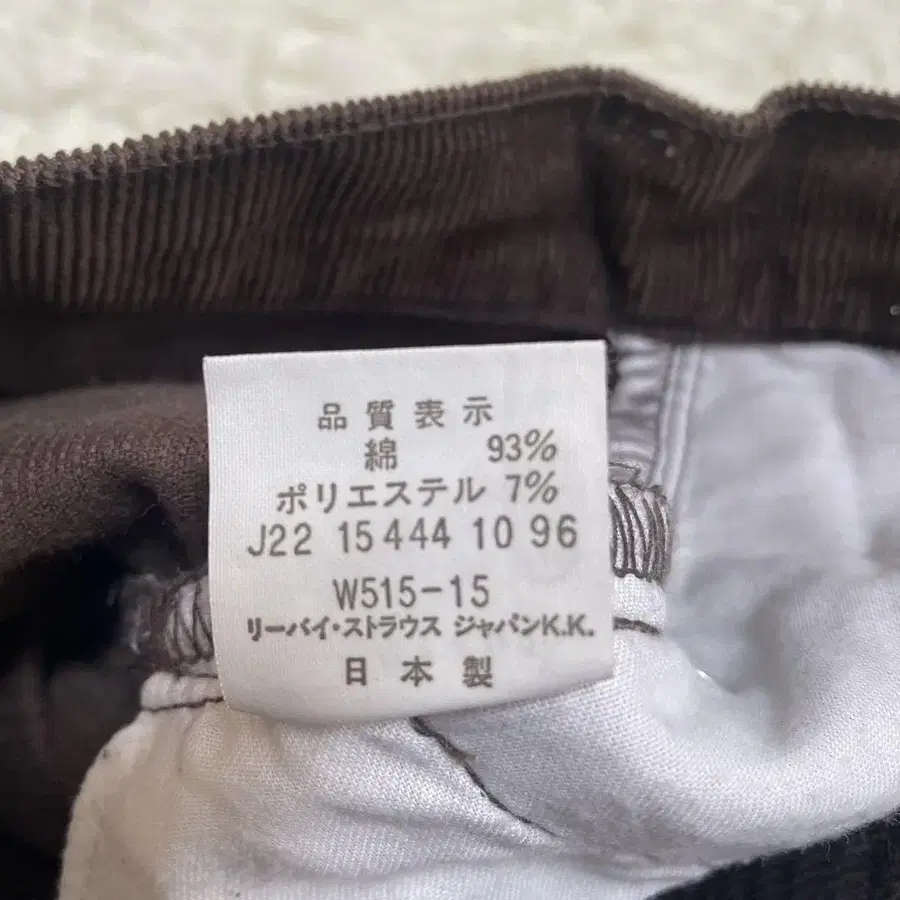 品質表示
綿 93%
ポリエステル 7%
J22 15444 10 96
W515-15
リーバイ・ストラウス ジャパンK.K.
日本製